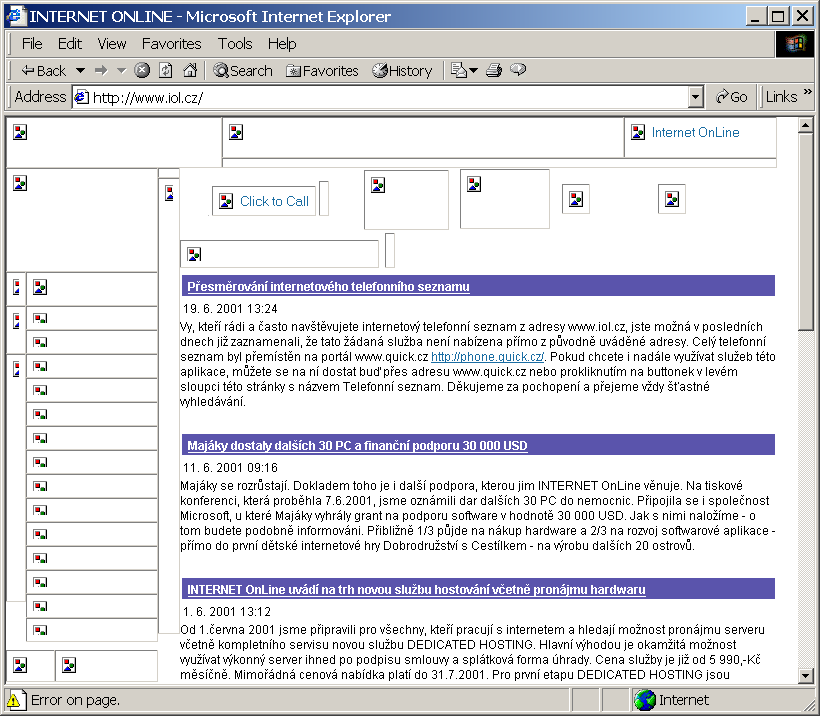 INTERNET ONLINE - Microsoft Internet Explorer
File Edit View Favorites Tools Help
Back Search Favorites History
Address http://www.iol.cz/ Go Links »
Internet OnLine
Click to Call
Přesměrování internetového telefonního seznamu
19. 6. 2001 13:24
Vy, kteří rádi a často navštěvujete internetový telefonní seznam z adresy www.iol.cz, jste možná v posledních
dnech již zaznamenali, že tato žádaná služba není nabízena přímo z původně uváděné adresy. Celý telefonní
seznam byl přemístěn na portál www.quick.cz http://phone.quick.cz/. Pokud chcete i nadále využívat služeb této
aplikace, můžete se na ní dostat buď přes adresu www.quick.cz nebo prokliknutím na buttonek v levém
sloupci této stránky s názvem Telefonní seznam. Děkujeme za pochopení a přejeme vždy šťastné
vyhledávání.
Majáky dostaly dalších 30 PC a finanční podporu 30 000 USD
11. 6. 2001 09:16
Majáky se rozrůstají. Dokladem toho je i další podpora, kterou jim INTERNET OnLine věnuje. Na tiskové
konferenci, která proběhla 7.6.2001, jsme oznámili dar dalších 30 PC do nemocnic. Připojila se i společnost
Microsoft, u které Majáky vyhrály grant na podporu software v hodnotě 30 000 USD. Jak s nimi naložíme - o
tom budete podobně informováni. Přibližně 1/3 půjde na nákup hardware a 2/3 na rozvoj softwarové aplikace -
přímo do první dětské internetové hry Dobrodružství s Cestílkem - na výrobu dalších 20 ostrovů.
INTERNET OnLine uvádí na trh novou službu hostování včetně pronájmu hardwaru
1. 6. 2001 13:12
Od 1.června 2001 jsme připravili pro všechny, kteří pracují s internetem a hledají možnost pronájmu serveru
včetně kompletního servisu novou službu DEDICATED HOSTING. Hlavní výhodou je okamžitá možnost
využívat výkonný server ihned po podpisu smlouvy a splátková forma úhrady. Cena služby je již od 5 990,-Kč
měsíčně. Mimořádná cenová nabídka platí do 31.7.2001. Pro první etapu DEDICATED HOSTING jsou
Error on page. Internet